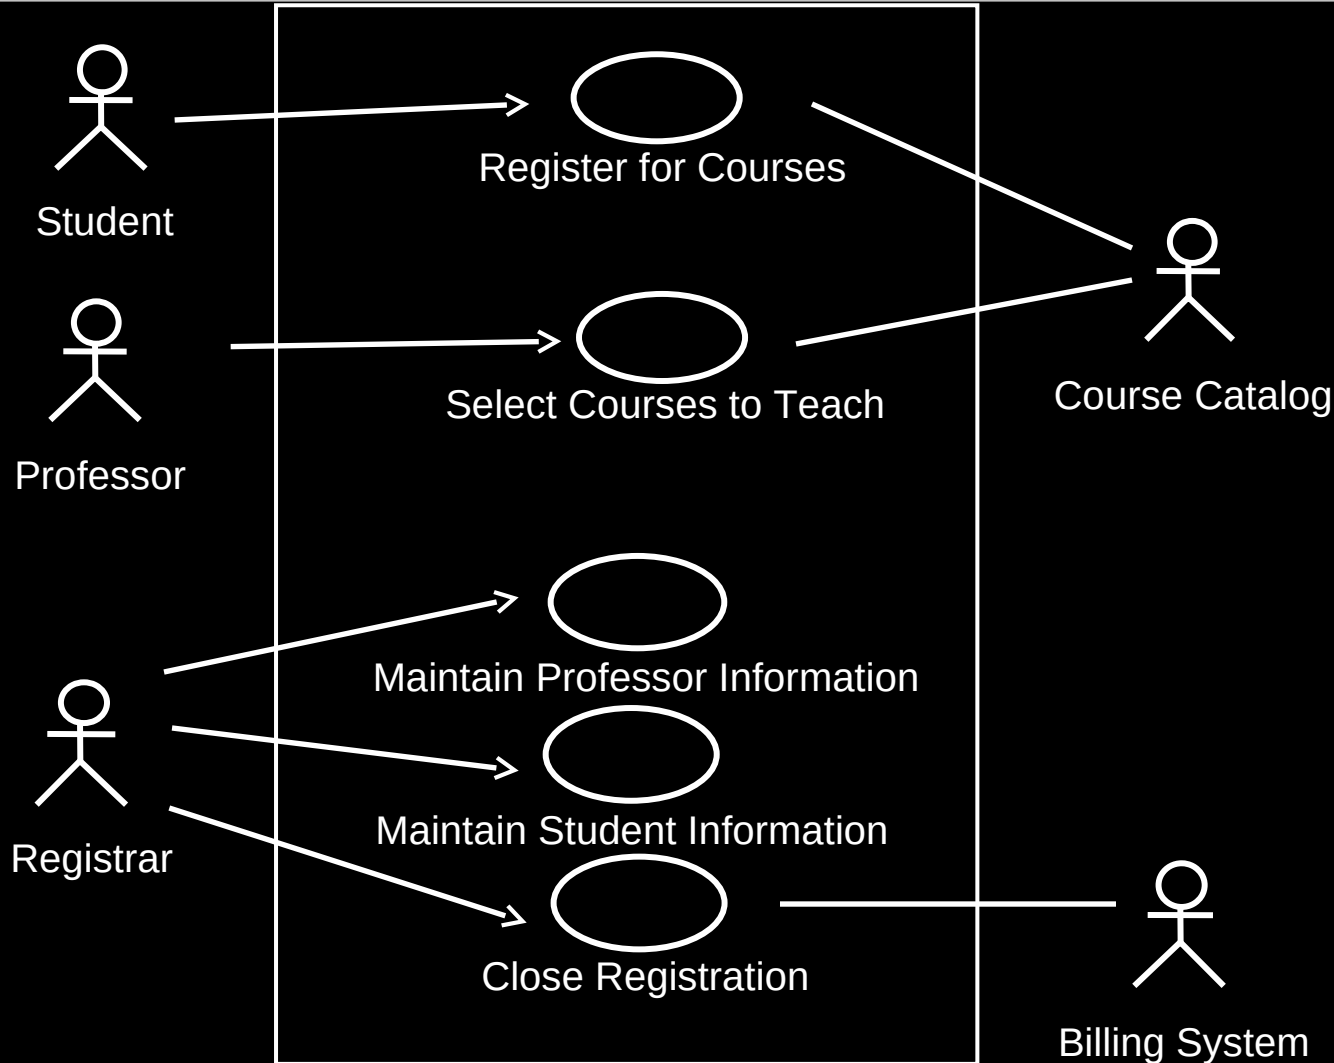 Register for Courses
Student
Select Courses to Teach
Course Catalog
Professor
Maintain Professor Information
Maintain Student Information
Registrar
Close Registration
Billing System